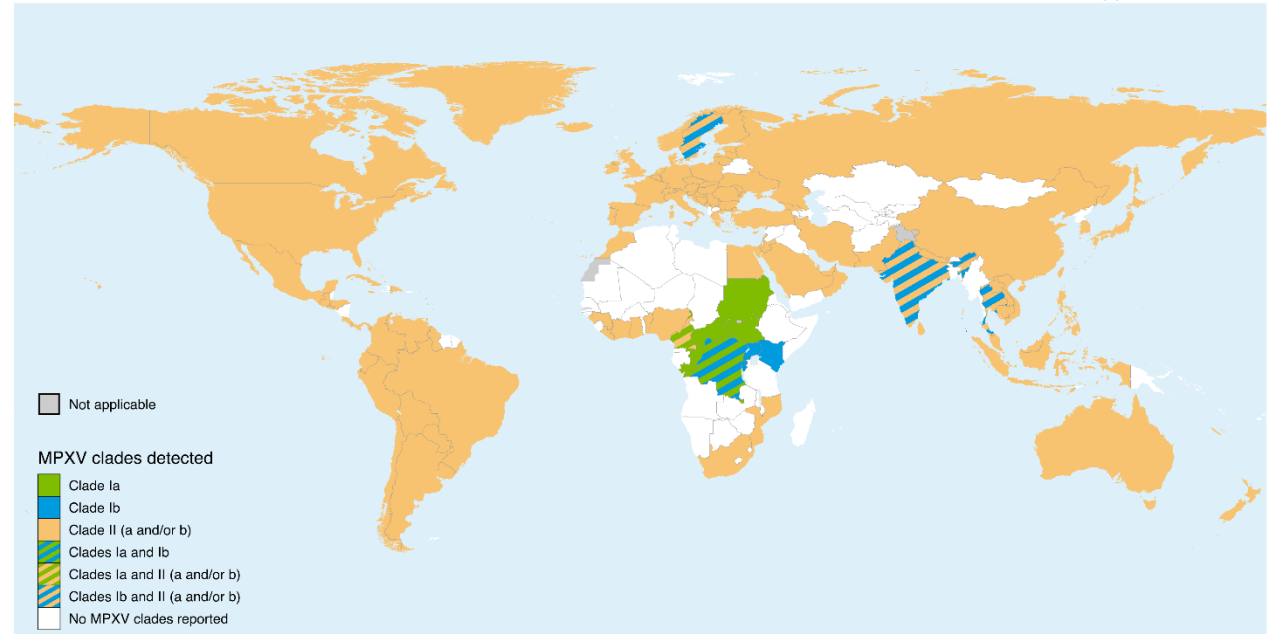 Not applicable
MPXV clades detected
Clade Ia
Clade Ib
Clade II (a and/or b)
Clades Ia and Ib
Clades Ia and II (a and/or b)
Clades Ib and II (a and/or b)
No MPXV clades reported